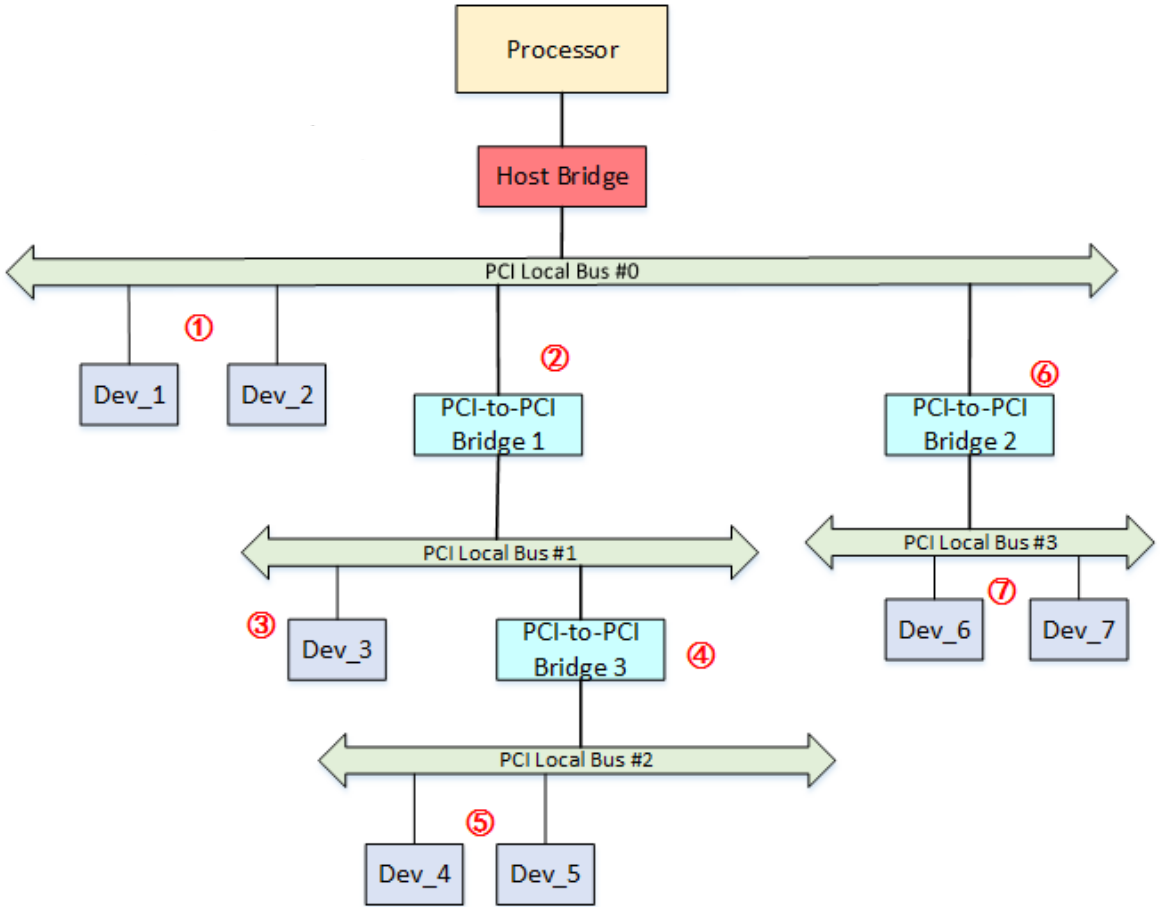 Processor
Host Bridge
PCI Local Bus #0
①
Dev_1
Dev_2
②
PCI-to-PCI
Bridge 1
⑥
PCI-to-PCI
Bridge 2
PCI Local Bus #1
PCI Local Bus #3
③
Dev_3
PCI-to-PCI
Bridge 3
④
⑦
Dev_6
Dev_7
PCI Local Bus #2
⑤
Dev_4
Dev_5